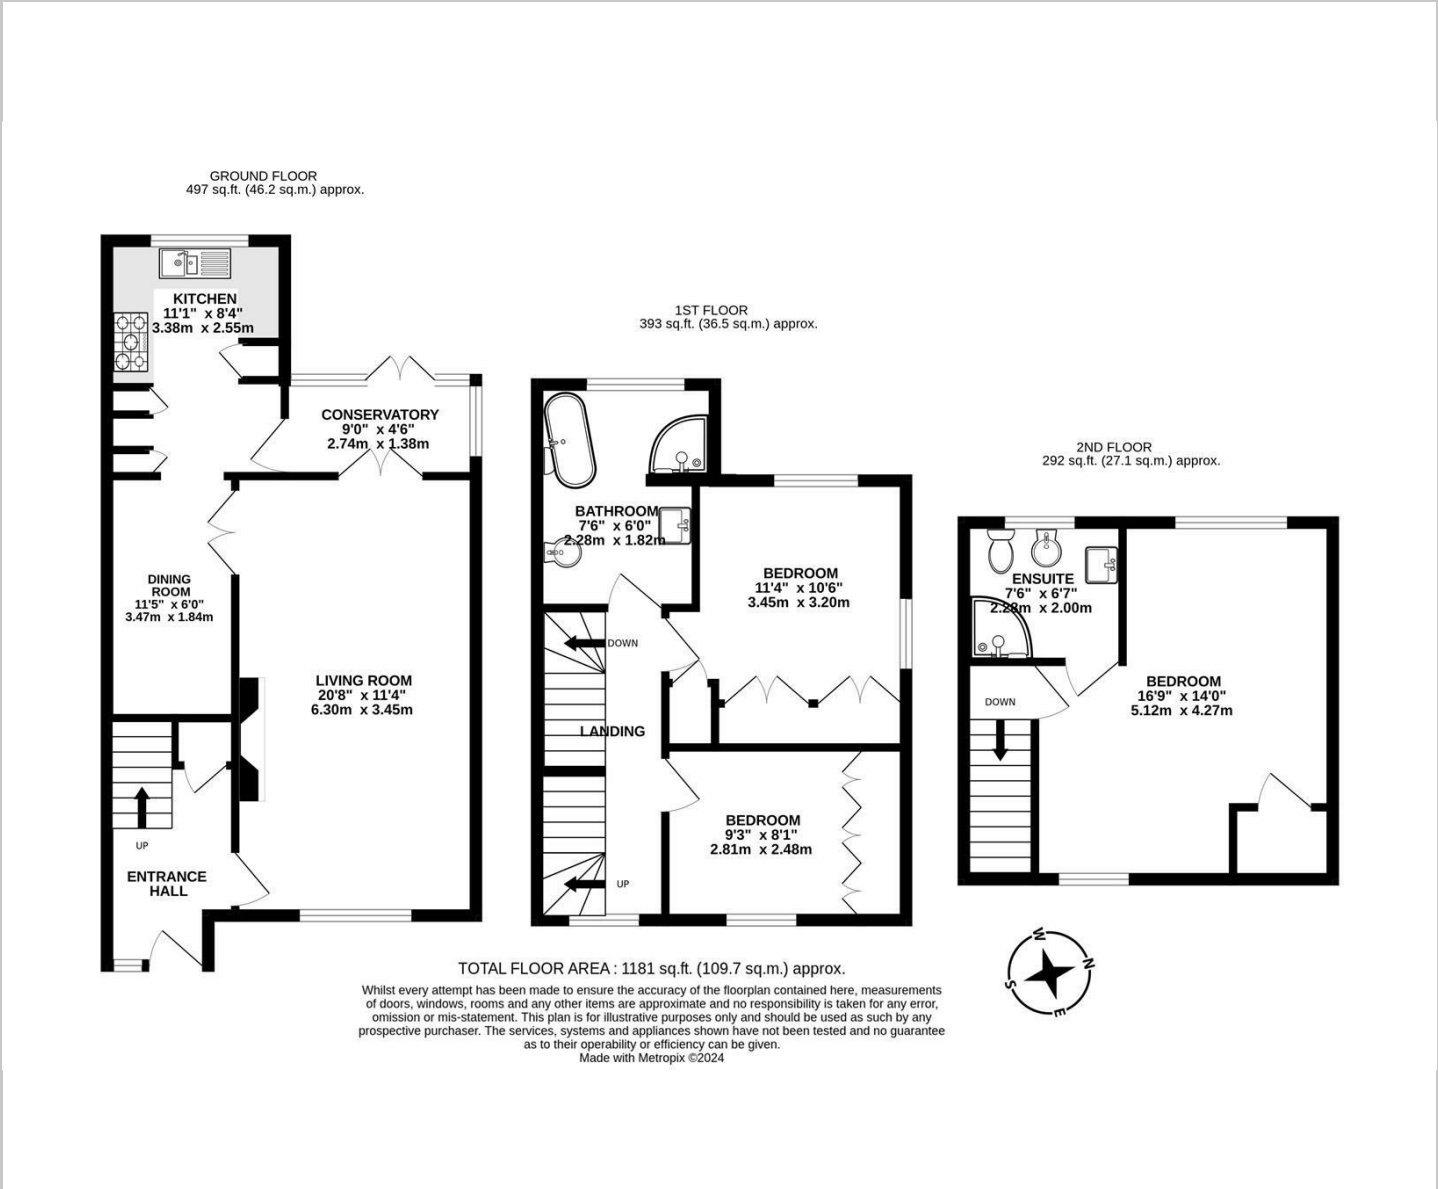 GROUND FLOOR
497 sq.ft. (46.2 sq.m.) approx.
KITCHEN
11'1" x 8'4"
3.38m x 2.55m
CONSERVATORY
9'0" x 4'6"
2.74m x 1.38m
DINING
ROOM
11'5" x 6'0"
3.47m x 1.84m
LIVING ROOM
20'8" x 11'4"
6.30m x 3.45m
UP
ENTRANCE
HALL
1ST FLOOR
393 sq.ft. (36.5 sq.m.) approx.
BATHROOM
7'6" x 6'0"
2.28m x 1.82m
BEDROOM
11'4" x 10'6"
3.45m x 3.20m
DOWN
LANDING
BEDROOM
9'3" x 8'1"
2.81m x 2.48m
UP
2ND FLOOR
292 sq.ft. (27.1 sq.m.) approx.
ENSUITE
7'6" x 6'7"
2.28m x 2.00m
BEDROOM
16'9" x 14'0"
5.12m x 4.27m
DOWN
W
N
S
E
TOTAL FLOOR AREA : 1181 sq.ft. (109.7 sq.m.) approx.
Whilst every attempt has been made to ensure the accuracy of the floorplan contained here, measurements
of doors, windows, rooms and any other items are approximate and no responsibility is taken for any error,
omission or mis-statement. This plan is for illustrative purposes only and should be used as such by any
prospective purchaser. The services, systems and appliances shown have not been tested and no guarantee
as to their operability or efficiency can be given.
Made with Metropix ©2024